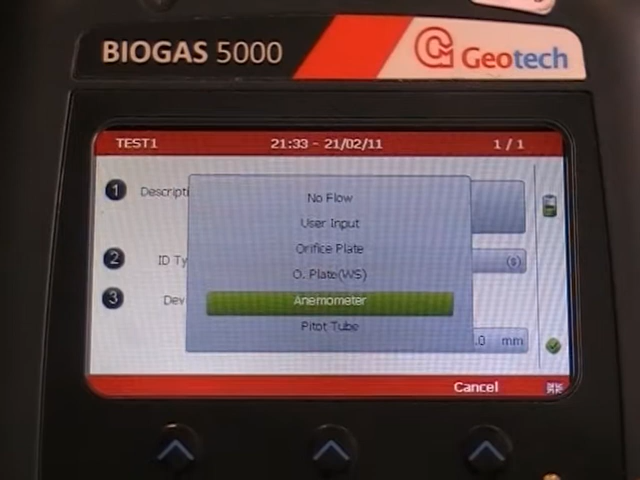 BIOGAS 5000
Geotech
TEST1 21:33 - 21/02/11 1 / 1
1 Descripti
No Flow
User Input
Orifice Plate
2 ID Ty (s)
O. Plate(WS)
3 Dev
Anemometer
Pitot Tube
.0 mm
Cancel